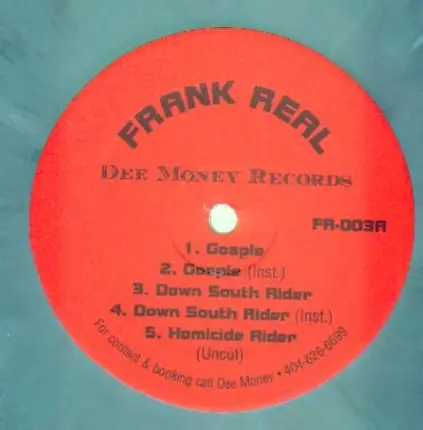 FRANK REAL
DEE MONEY RECORDS
FR-003A
1. Gosple
2. Gosple (Inst.)
3. Down South Rider
4. Down South Rider (Inst.)
5. Homicide Rider
(Uncut)
For contact & booking call Dee Money • 404-626-6699